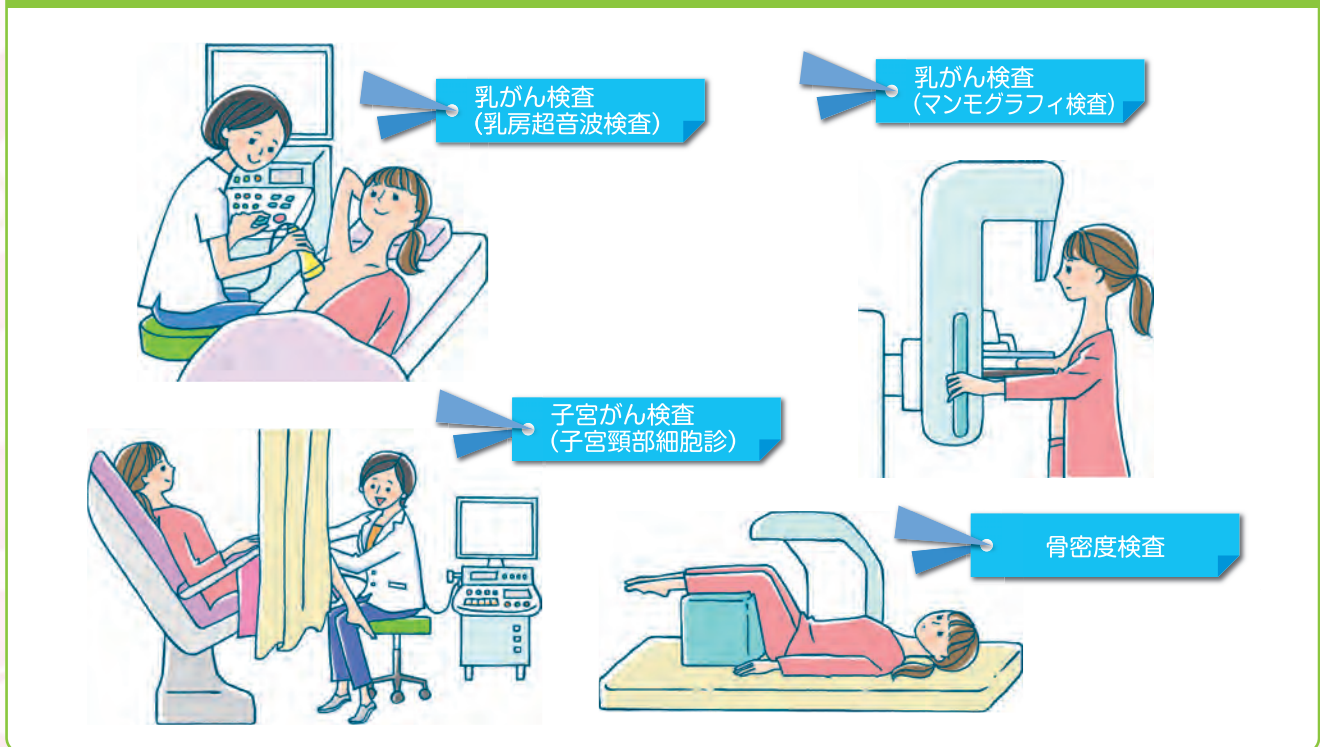 乳がん検査
（乳房超音波検査）
乳がん検査
（マンモグラフィ検査）
子宮がん検査
（子宮頸部細胞診）
骨密度検査